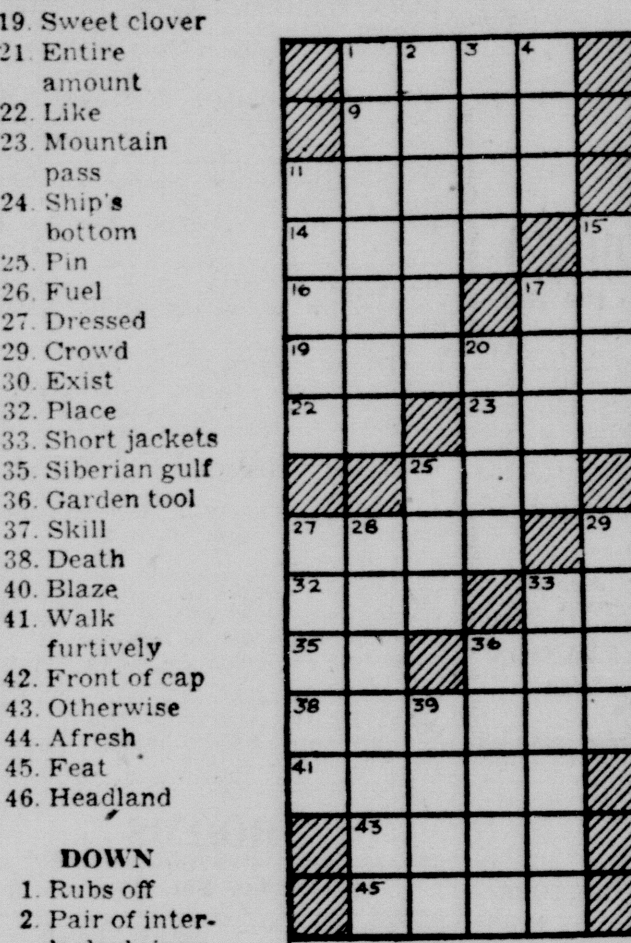 19. Sweet clover
21. Entire
amount
22. Like
23. Mountain
pass
24. Ship's
bottom
25. Pin
26. Fuel
27. Dressed
29. Crowd
30. Exist
32. Place
33. Short jackets
35. Siberian gulf
36. Garden tool
37. Skill
38. Death
40. Blaze
41. Walk
furtively
42. Front of cap
43. Otherwise
44. Afresh
45. Feat
46. Headland
DOWN
1. Rubs off
2. Pair of inter-
1 2 3 4
9
11
14 15
16 17
19 20
22 23
25
27 28 29
32 33
35 36
38 39
41
43
45